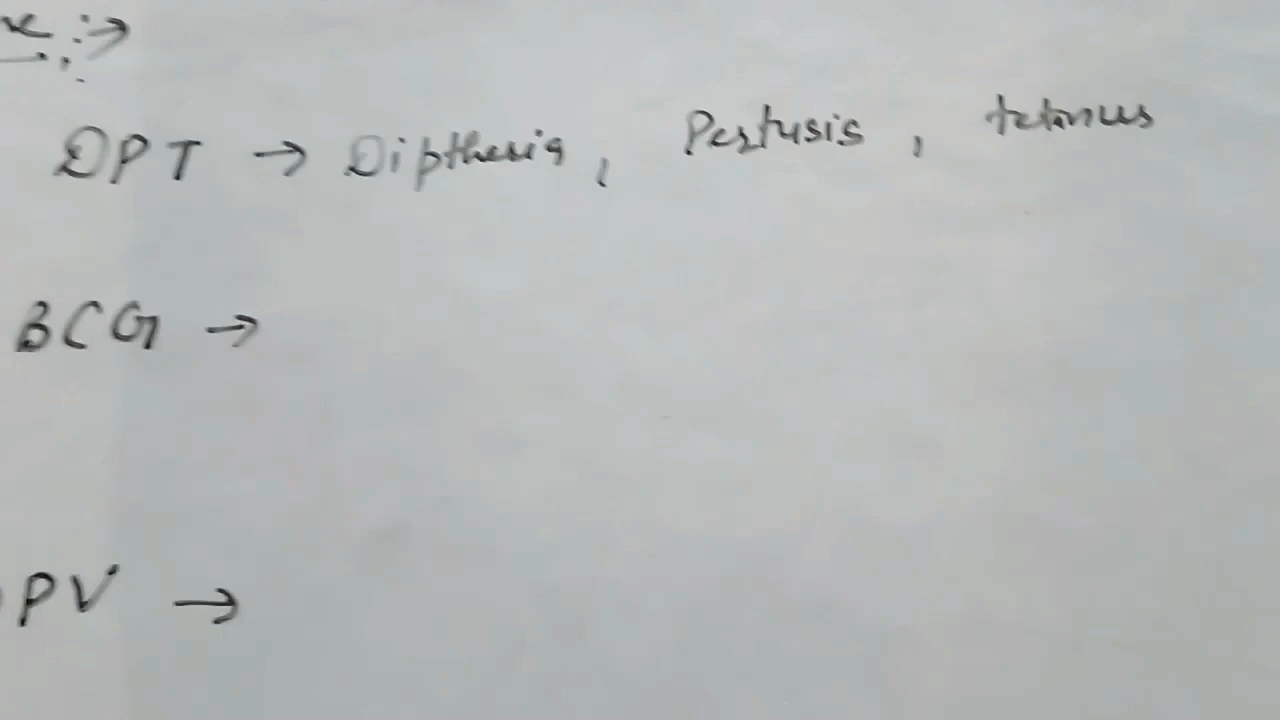 :→
DPT → Diptheria, Pertusis, tetanus
BCG →
PV →